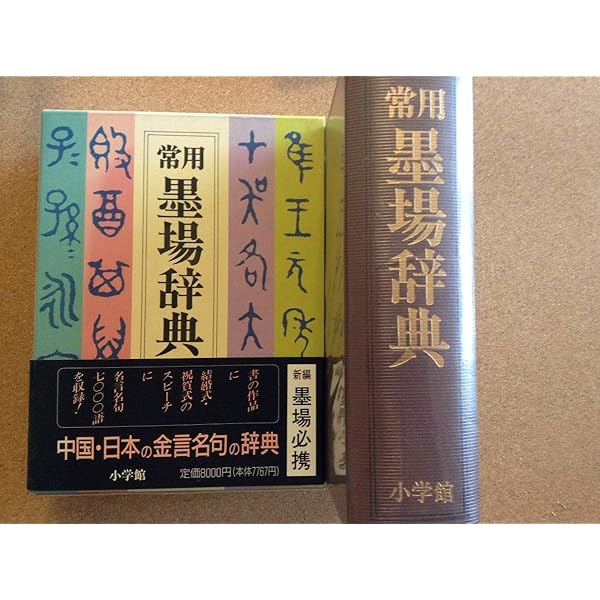 常用
墨場辞典
新編 墨場必携
書の作品
に
結婚式・
祝賀式の
スピーチ
に
名言名句
七〇〇〇語
を収録!
中国・日本の金言名句の辞典
小学館
定価8000円(本体7767円)
常用
墨場辞典
小学館